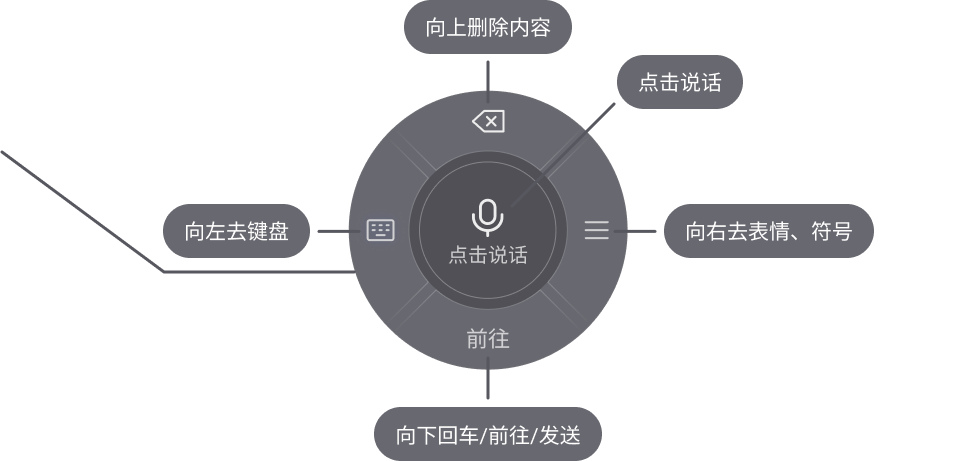 向上删除内容
点击说话
向左去键盘
点击说话
向右去表情、符号
前往
向下回车/前往/发送